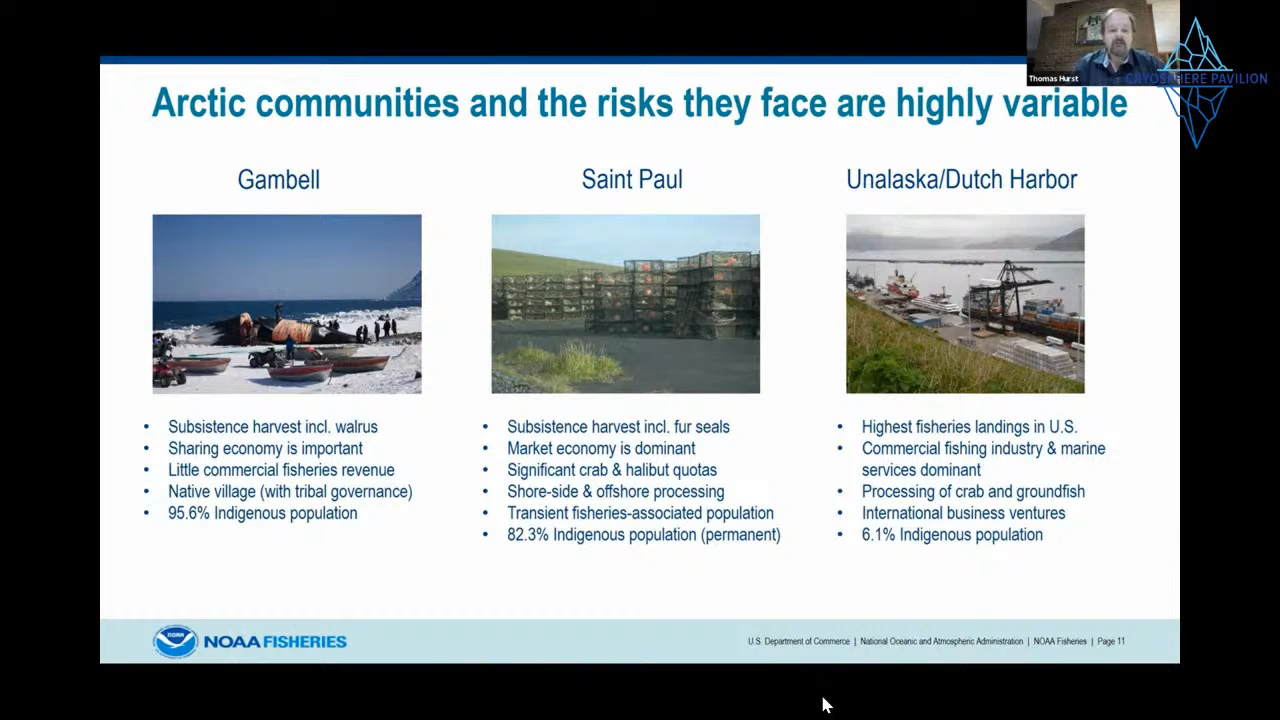 Thomas Hurst
CRYOSPHERE PAVILION
Arctic communities and the risks they face are highly variable
Gambell
Saint Paul
Unalaska/Dutch Harbor
• Subsistence harvest incl. walrus
• Sharing economy is important
• Little commercial fisheries revenue
• Native village (with tribal governance)
• 95.6% Indigenous population
• Subsistence harvest incl. fur seals
• Market economy is dominant
• Significant crab & halibut quotas
• Shore-side & offshore processing
• Transient fisheries-associated population
• 82.3% Indigenous population (permanent)
• Highest fisheries landings in U.S.
• Commercial fishing industry & marine
services dominant
• Processing of crab and groundfish
• International business ventures
• 6.1% Indigenous population
NOAA
NOAA FISHERIES
U.S. Department of Commerce | National Oceanic and Atmospheric Administration | NOAA Fisheries | Page 11